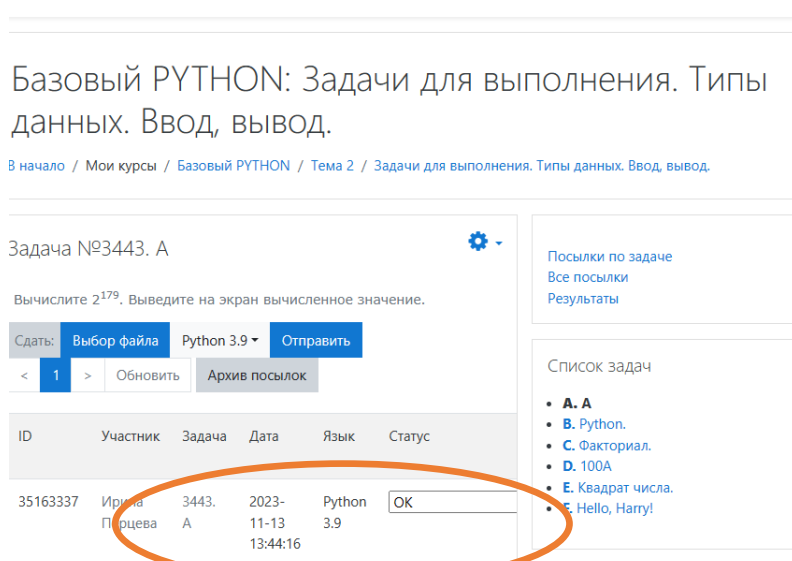 Базовый PYTHON: Задачи для выполнения. Типы
данных. Ввод, вывод.
В начало / Мои курсы / Базовый PYTHON / Тема 2 / Задачи для выполнения. Типы данных. Ввод, вывод.
Задача №3443. A
Вычислите 2^179. Выведите на экран вычисленное значение.
Сдать: Выбор файла Python 3.9 Отправить
< 1 > Обновить Архив посылок
ID Участник Задача Дата Язык Статус
35163337 Ирина 3443. 2023- Python OK
A 11-13 3.9
13:44:16
Посылки по задаче
Все посылки
Результаты
Список задач
A. A
B. Python.
C. Факториал.
D. 100A
E. Квадрат числа.
F. Hello, Harry!